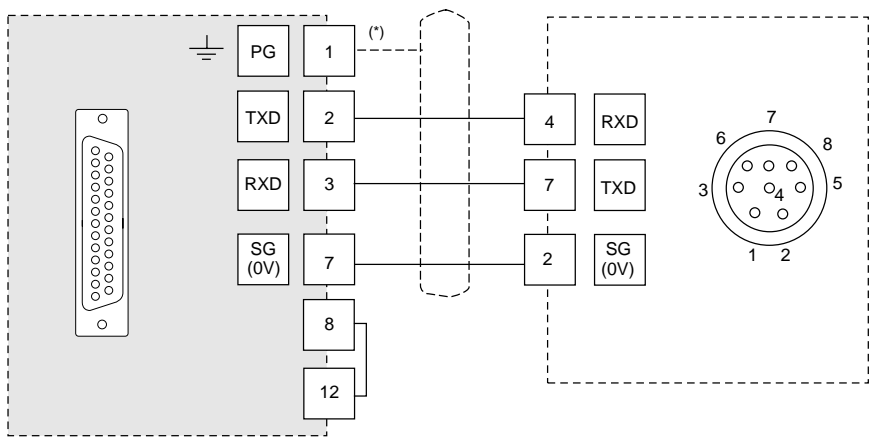 PG 1 (*)
TXD 2 4 RXD
RXD 3 7 TXD
SG
(0V) 7 2 SG
(0V)
8
12
7
6 8
3 4 5
1 2